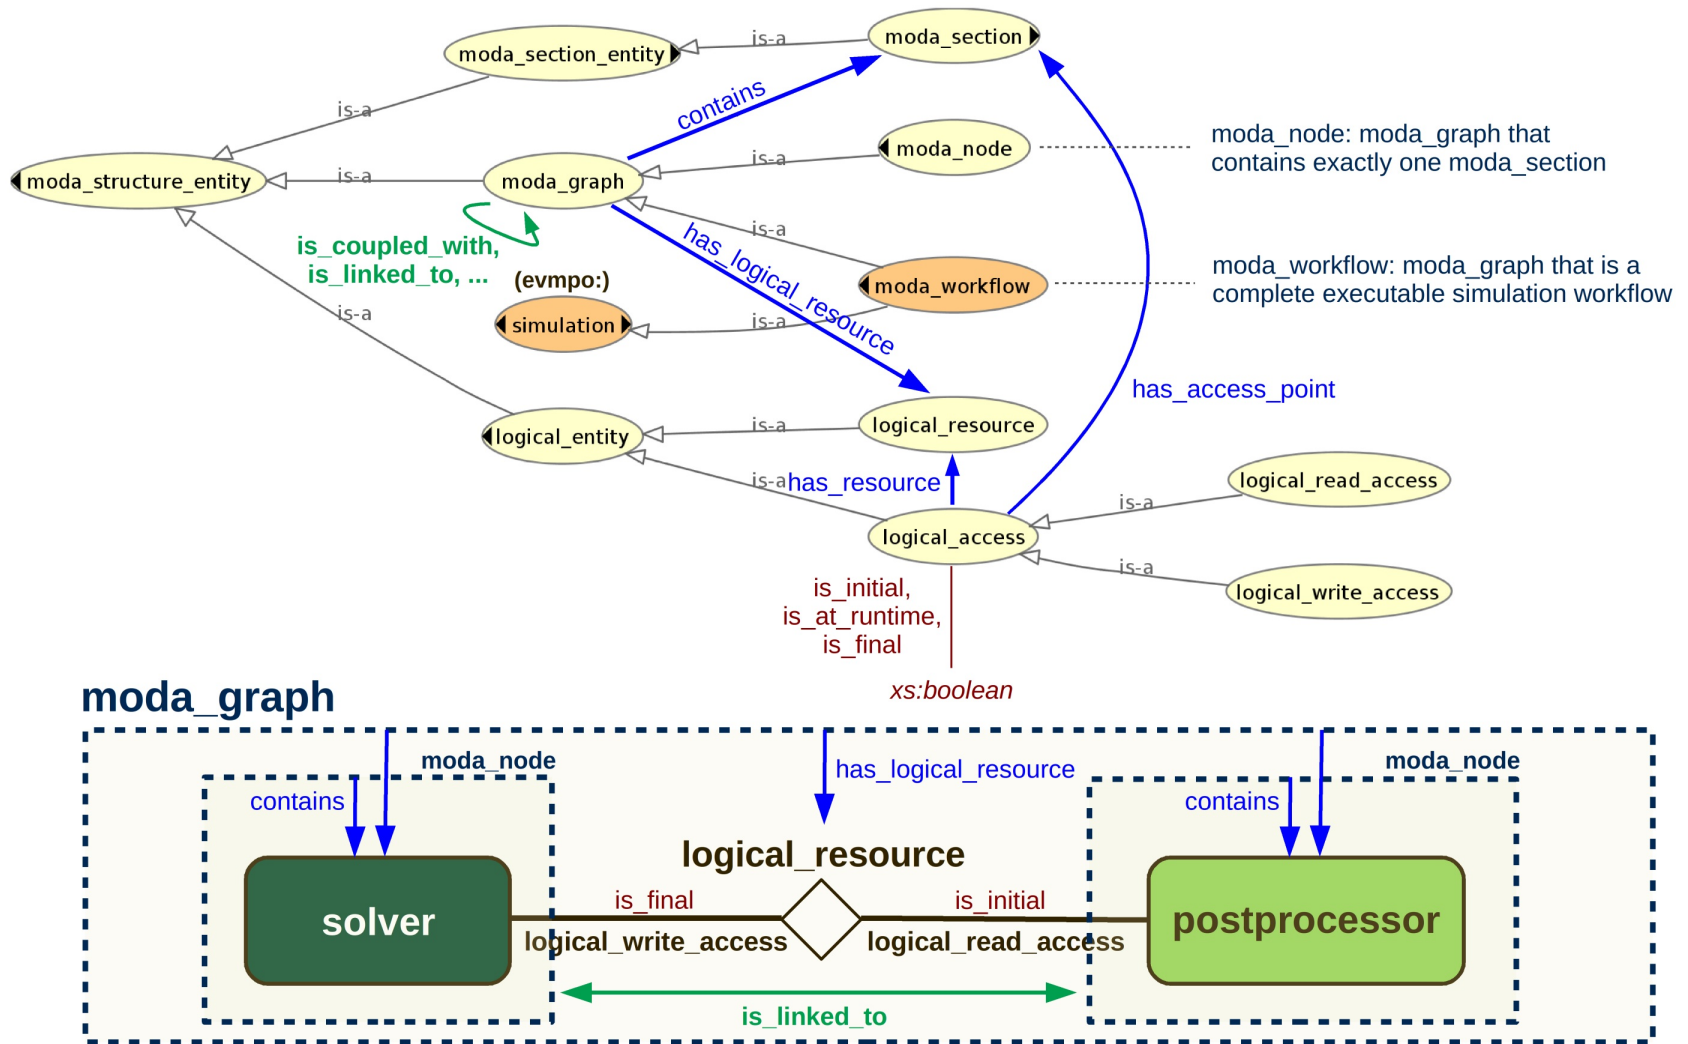 moda_section
is-a
moda_section_entity
contains
is-a
moda_node
moda_node: moda_graph that
contains exactly one moda_section
is-a
moda_structure_entity
is-a
moda_graph
is-a
has_logical_resource
is_coupled_with,
is_linked_to, ...
(evmpo:)
moda_workflow
moda_workflow: moda_graph that is a
complete executable simulation workflow
simulation
is-a
is-a
has_access_point
logical_entity
is-a
logical_resource
is-a
has_resource
logical_read_access
is-a
logical_access
is-a
logical_write_access
is_initial,
is_at_runtime,
is_final
xs:boolean
moda_graph
moda_node
has_logical_resource
moda_node
contains
contains
logical_resource
is_final
is_initial
solver
postprocessor
logical_write_access
logical_read_access
is_linked_to